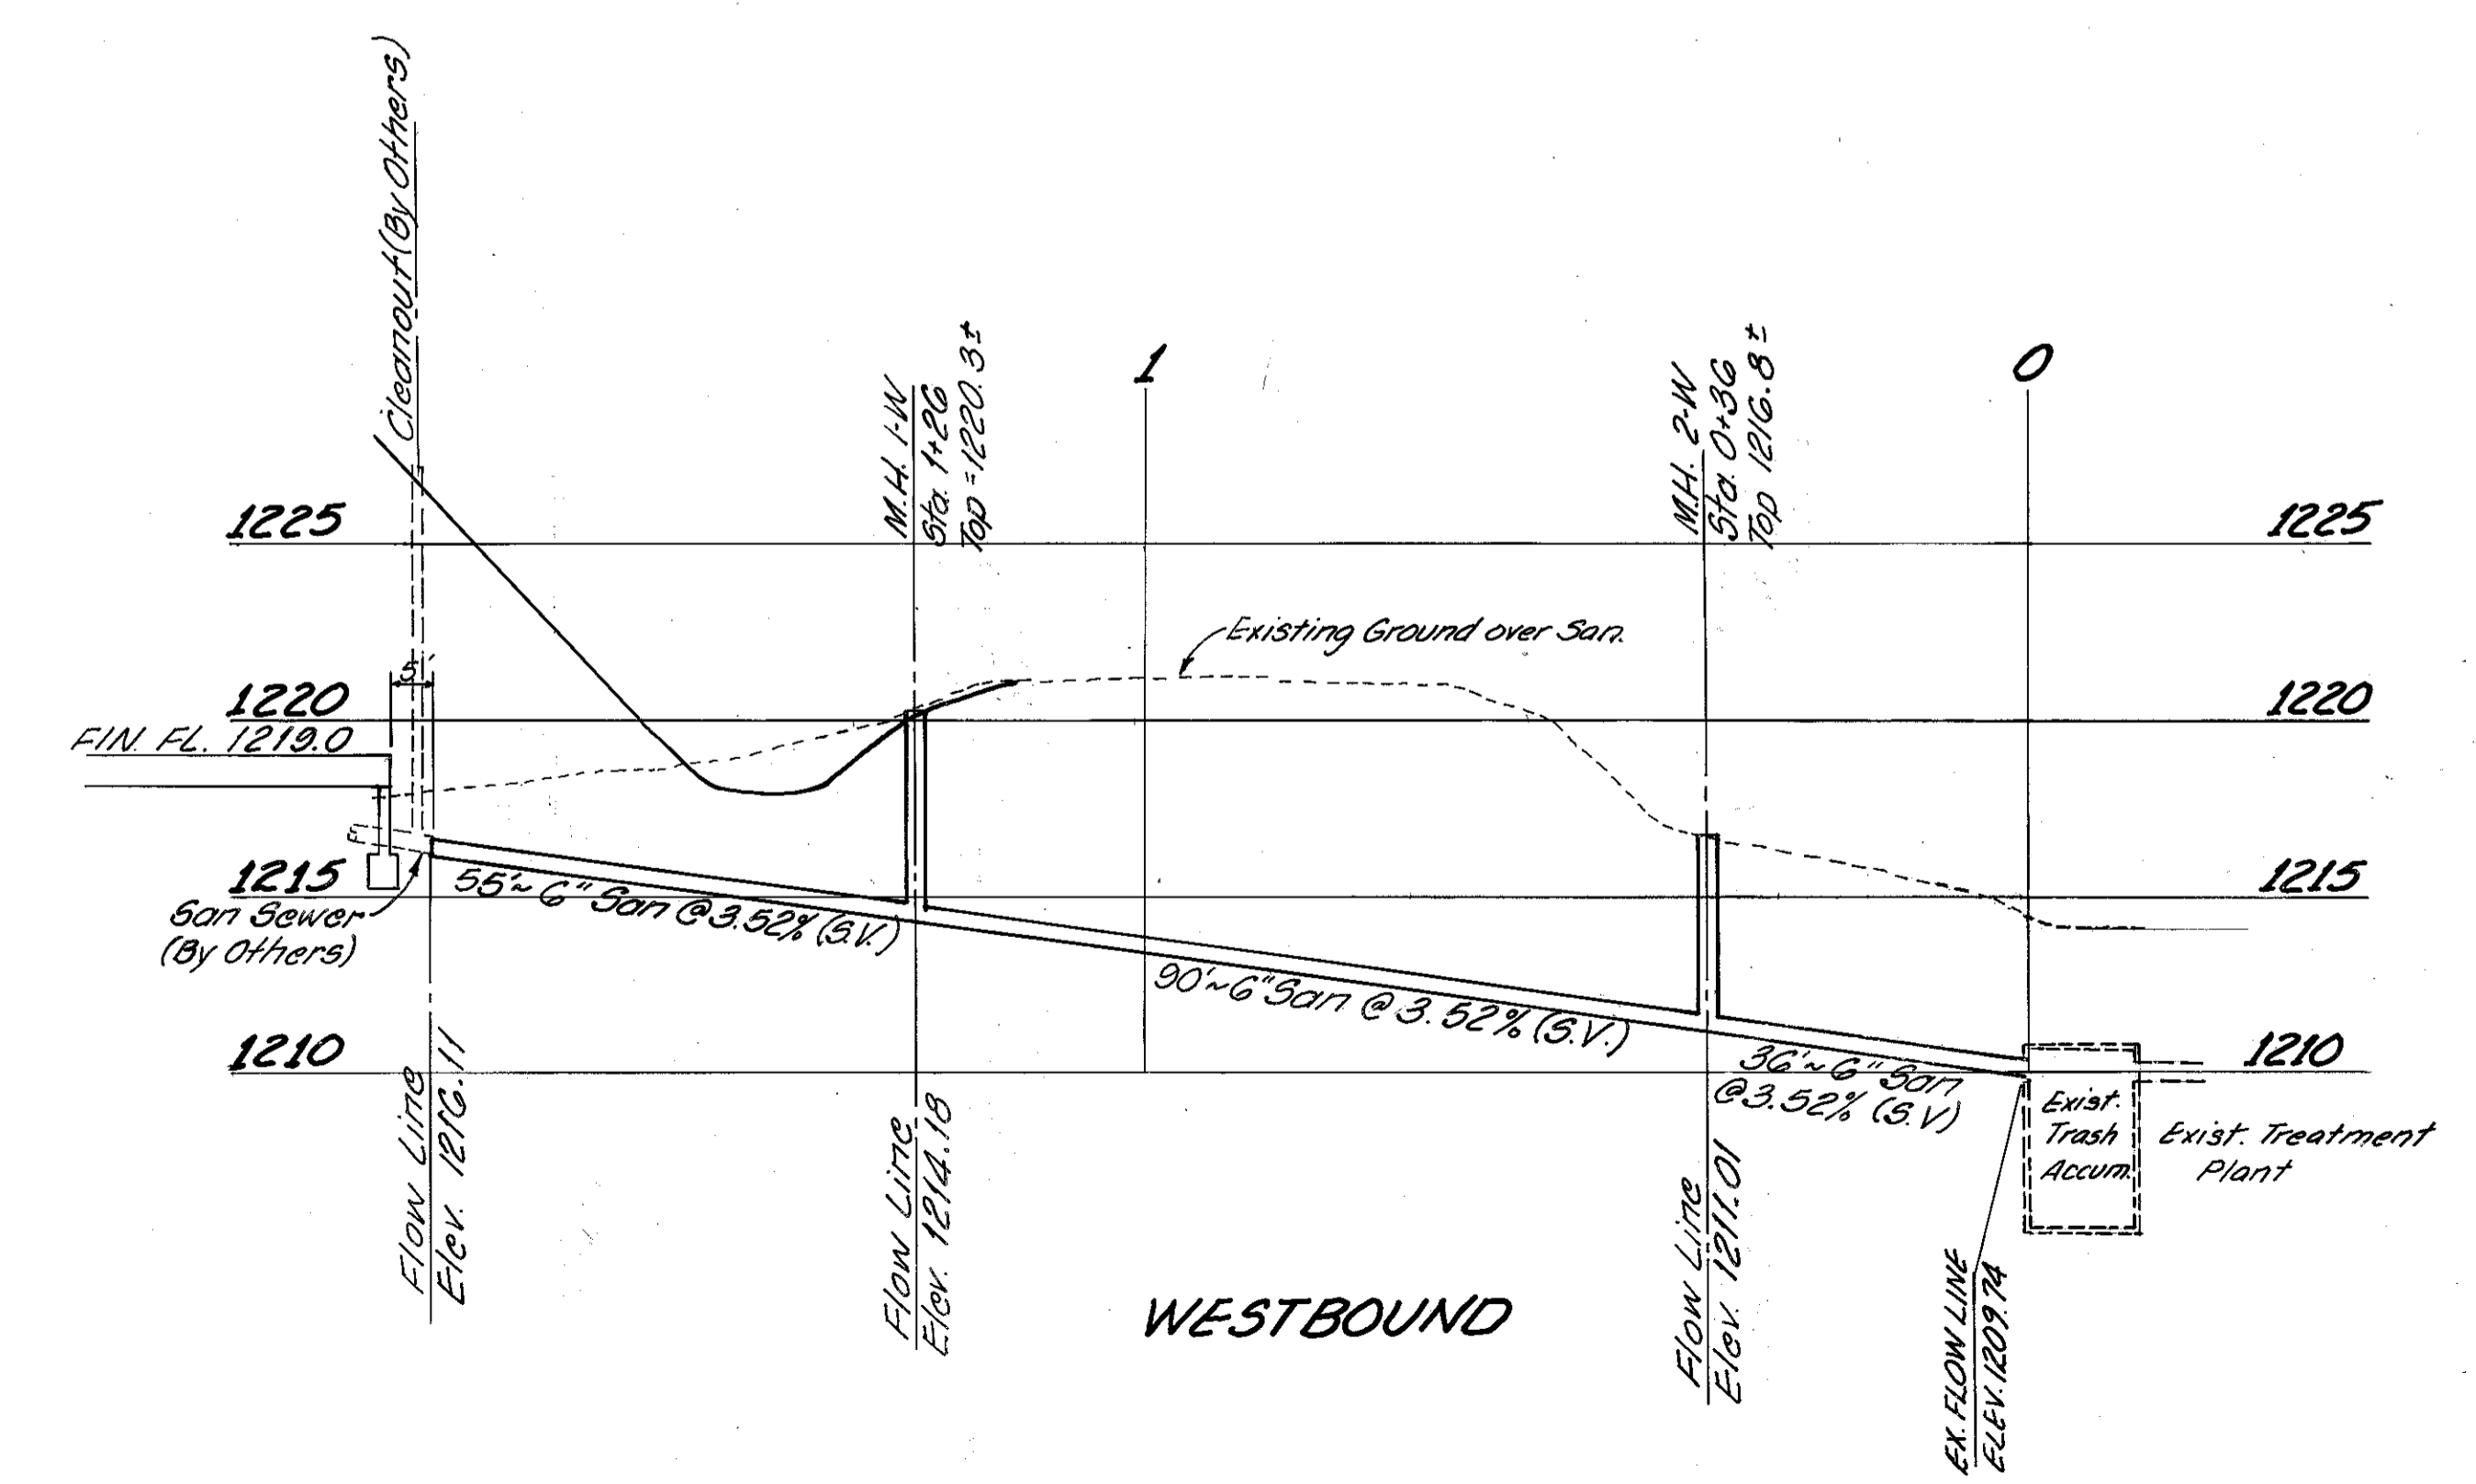 Cleanout (By Others)
M.H. 1-W
Sta. 1+26
Top = 1220.3±
1
M.H. 2-W
Sta. 0+36
Top 1216.8±
0
1225
1225
Existing Ground over San.
5'
1220
1220
FIN. FL. 1219.0
1215
1215
San Sewer
(By Others)
55'~6" San @ 3.52% (S.V.)
90'~6" San @ 3.52% (S.V.)
36'~6" San
@ 3.52% (S.V)
1210
1210
Exist.
Trash
Accum.
Exist. Treatment
Plant
Flow Line
Elev. 1216.11
Flow Line
Elev. 1214.18
Flow Line
Elev. 1211.01
EX. FLOW LINE
ELEV. 1209.74
WESTBOUND